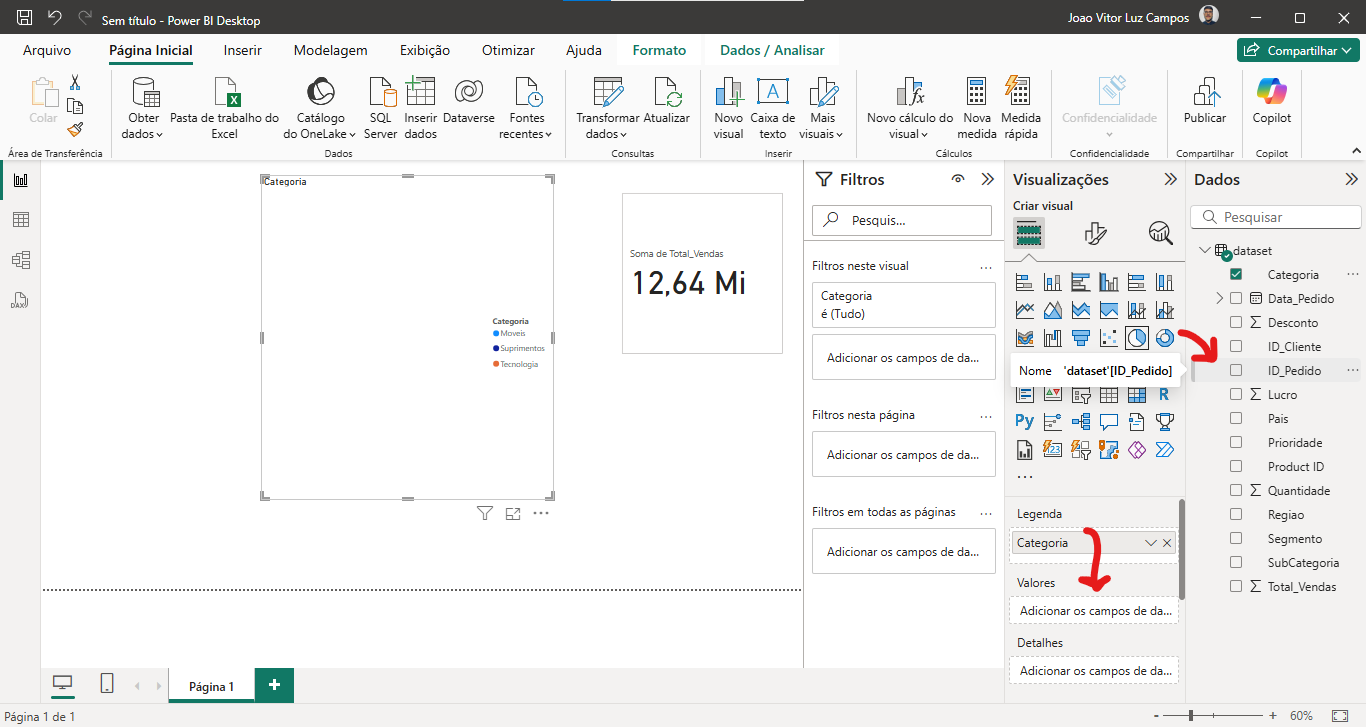 Sem título - Power BI Desktop
Joao Vitor Luz Campos
Arquivo
Página Inicial
Inserir
Modelagem
Exibição
Otimizar
Ajuda
Formato
Dados / Analisar
Compartilhar
Colar
Obter dados
Pasta de trabalho do Excel
Catálogo do OneLake
SQL Server
Inserir dados
Dataverse
Fontes recentes
Transformar dados
Atualizar
Novo visual
Caixa de texto
Mais visuais
Novo cálculo do visual
Nova medida
Medida rápida
Confidencialidade
Publicar
Copilot
Área de Transferência
Dados
Consultas
Inserir
Cálculos
Confidencialidade
Compartilhar
Copilot
DAX
Categoria
Categoria
Moveis
Suprimentos
Tecnologia
Soma de Total_Vendas
12,64 Mi
Filtros
Pesquis...
Filtros neste visual
Categoria
é (Tudo)
Adicionar os campos de da...
Filtros nesta página
Adicionar os campos de da...
Filtros em todas as páginas
Adicionar os campos de da...
Visualizações
Criar visual
Nome 'dataset'[ID_Pedido]
R
Py
123
...
Legenda
Categoria
Valores
Adicionar os campos de da...
Detalhes
Adicionar os campos de da...
Dados
Pesquisar
dataset
Categoria
Data_Pedido
Desconto
ID_Cliente
ID_Pedido
Lucro
Pais
Prioridade
Product ID
Quantidade
Regiao
Segmento
SubCategoria
Total_Vendas
Página 1
Página 1 de 1
60%